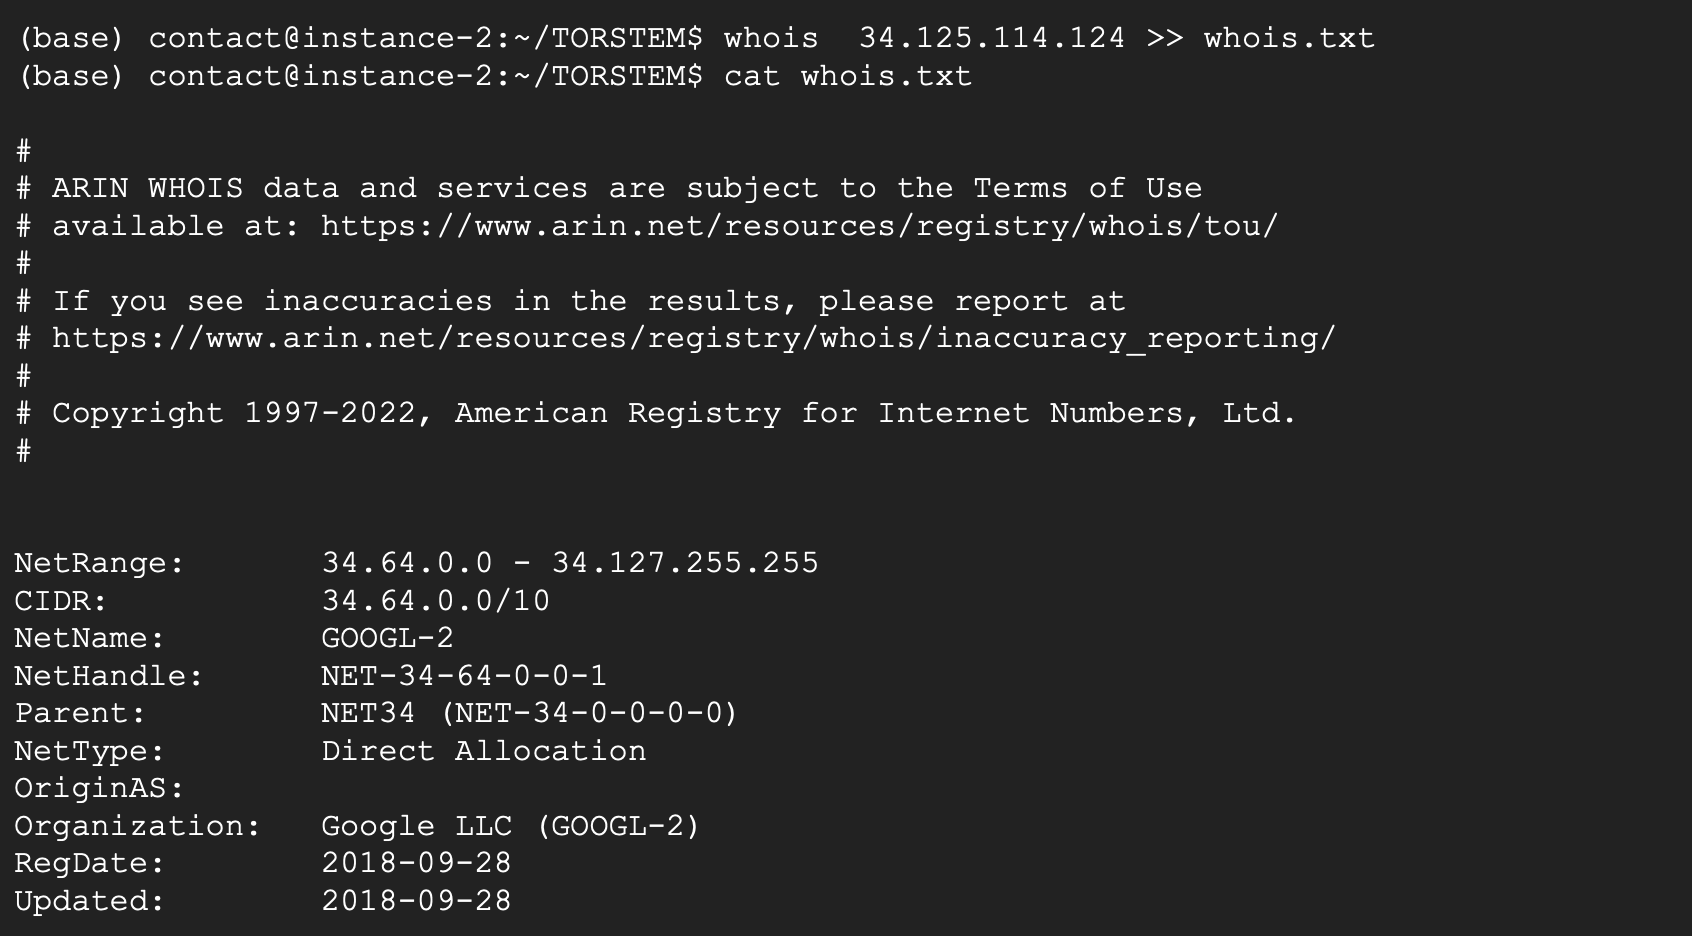 (base) contact@instance-2:~/TORSTEM$ whois  34.125.114.124 >> whois.txt
(base) contact@instance-2:~/TORSTEM$ cat whois.txt
#
# ARIN WHOIS data and services are subject to the Terms of Use
# available at: https://www.arin.net/resources/registry/whois/tou/
#
# If you see inaccuracies in the results, please report at
# https://www.arin.net/resources/registry/whois/inaccuracy_reporting/
#
# Copyright 1997-2022, American Registry for Internet Numbers, Ltd.
#
NetRange:       34.64.0.0 - 34.127.255.255
CIDR:           34.64.0.0/10
NetName:        GOOGL-2
NetHandle:      NET-34-64-0-0-1
Parent:         NET34 (NET-34-0-0-0-0)
NetType:        Direct Allocation
OriginAS:
Organization:   Google LLC (GOOGL-2)
RegDate:        2018-09-28
Updated:        2018-09-28